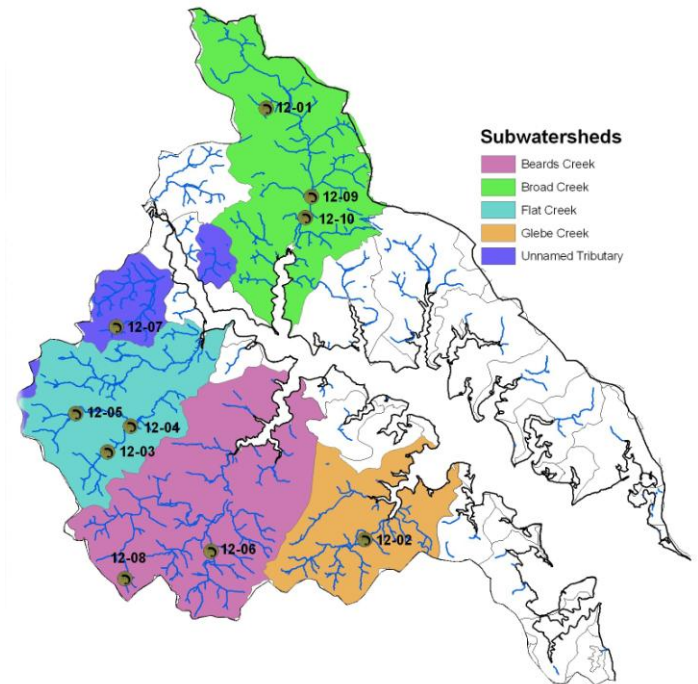 12-01
Subwatersheds
Beards Creek
Broad Creek
12-09
Flat Creek
12-10
Glebe Creek
Unnamed Tributary
12-07
12-05
12-04
12-03
12-02
12-08
12-06